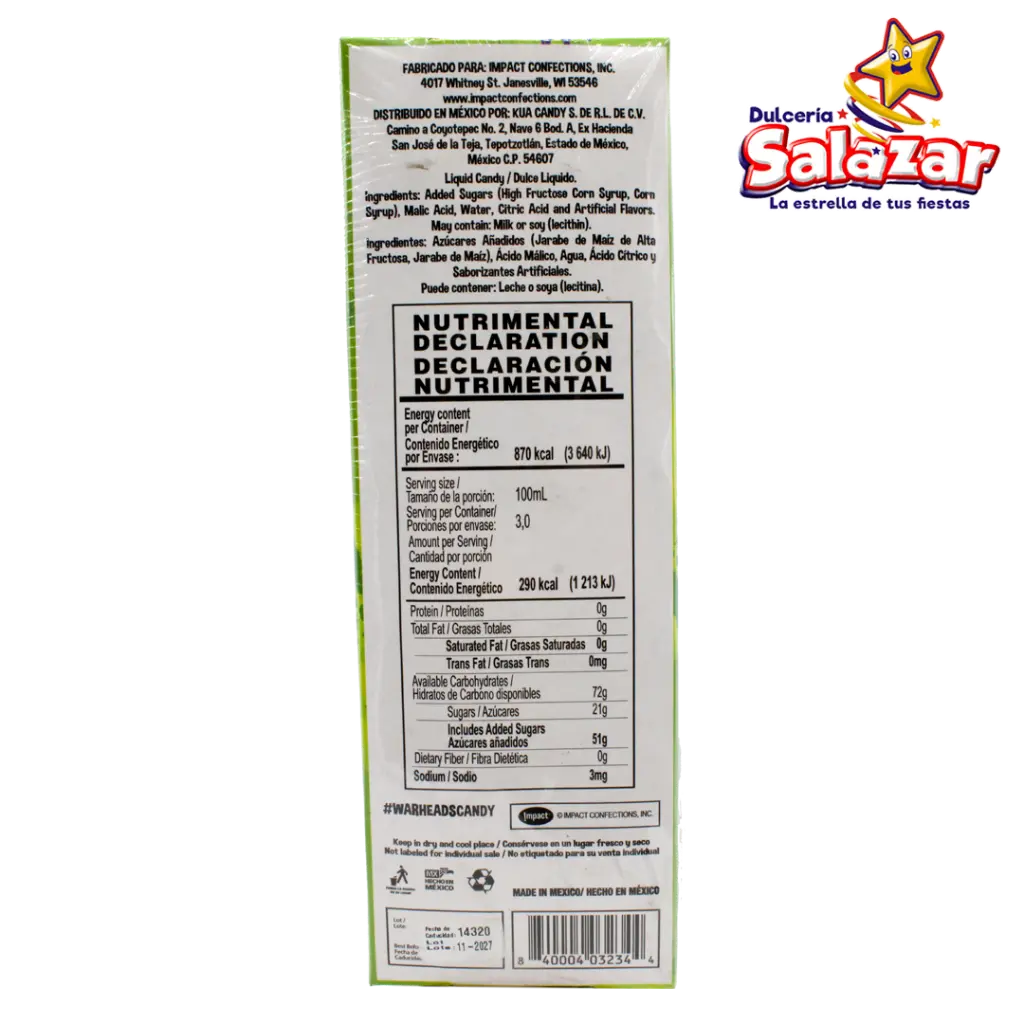 FABRICADO PARA: IMPACT CONFECTIONS, INC.
4017 Whitney St. Janesville, WI 53546
www.impactconfections.com
DISTRIBUIDO EN MÉXICO POR: KUA CANDY S. DE R.L. DE C.V.
Camino a Coyotepec No. 2, Nave 6 Bod. A, Ex Hacienda
San José de la Teja, Tepotzotlán, Estado de México,
México C.P. 54607
Liquid Candy / Dulce Líquido.
Ingredients: Added Sugars (High Fructose Corn Syrup, Corn
Syrup), Malic Acid, Water, Citric Acid and Artificial Flavors.
May contain: Milk or soy (lecithin).
Ingredientes: Azúcares Añadidos (Jarabe de Maíz de Alta
Fructosa, Jarabe de Maíz), Ácido Málico, Agua, Ácido Cítrico y
Saborizantes Artificiales.
Puede contener: Leche o soya (lecitina).
NUTRIMENTAL
DECLARATION
DECLARACIÓN
NUTRIMENTAL
Energy content
per Container /
Contenido Energético
por Envase : 870 kcal (3 640 kJ)
Serving size /
Tamaño de la porción: 100mL
Serving per Container/
Porciones por envase: 3,0
Amount per Serving /
Cantidad por porción
Energy Content /
Contenido Energético 290 kcal (1 213 kJ)
Protein / Proteínas 0g
Total Fat / Grasas Totales 0g
Saturated Fat / Grasas Saturadas 0g
Trans Fat / Grasas Trans 0mg
Available Carbohydrates /
Hidratos de Carbono disponibles 72g
Sugars / Azúcares 21g
Includes Added Sugars
Azúcares añadidos 51g
Dietary Fiber / Fibra Dietética 0g
Sodium / Sodio 3mg
#WARHEADSCANDY
Impact © IMPACT CONFECTIONS, INC.
Keep in dry and cool place / Consérvese en un lugar fresco y seco
Not labeled for individual sale / No etiquetado para su venta individual
HECHO EN
MÉXICO
MADE IN MEXICO/ HECHO EN MÉXICO
Lot /
Lote:
Best Before
Fecha de
Caducidad:
Fecha de
Caducidad: 14320
Lot
Lote: 11-2027
8 40004 03234 4
Dulcería
Salazar
La estrella de tus fiestas